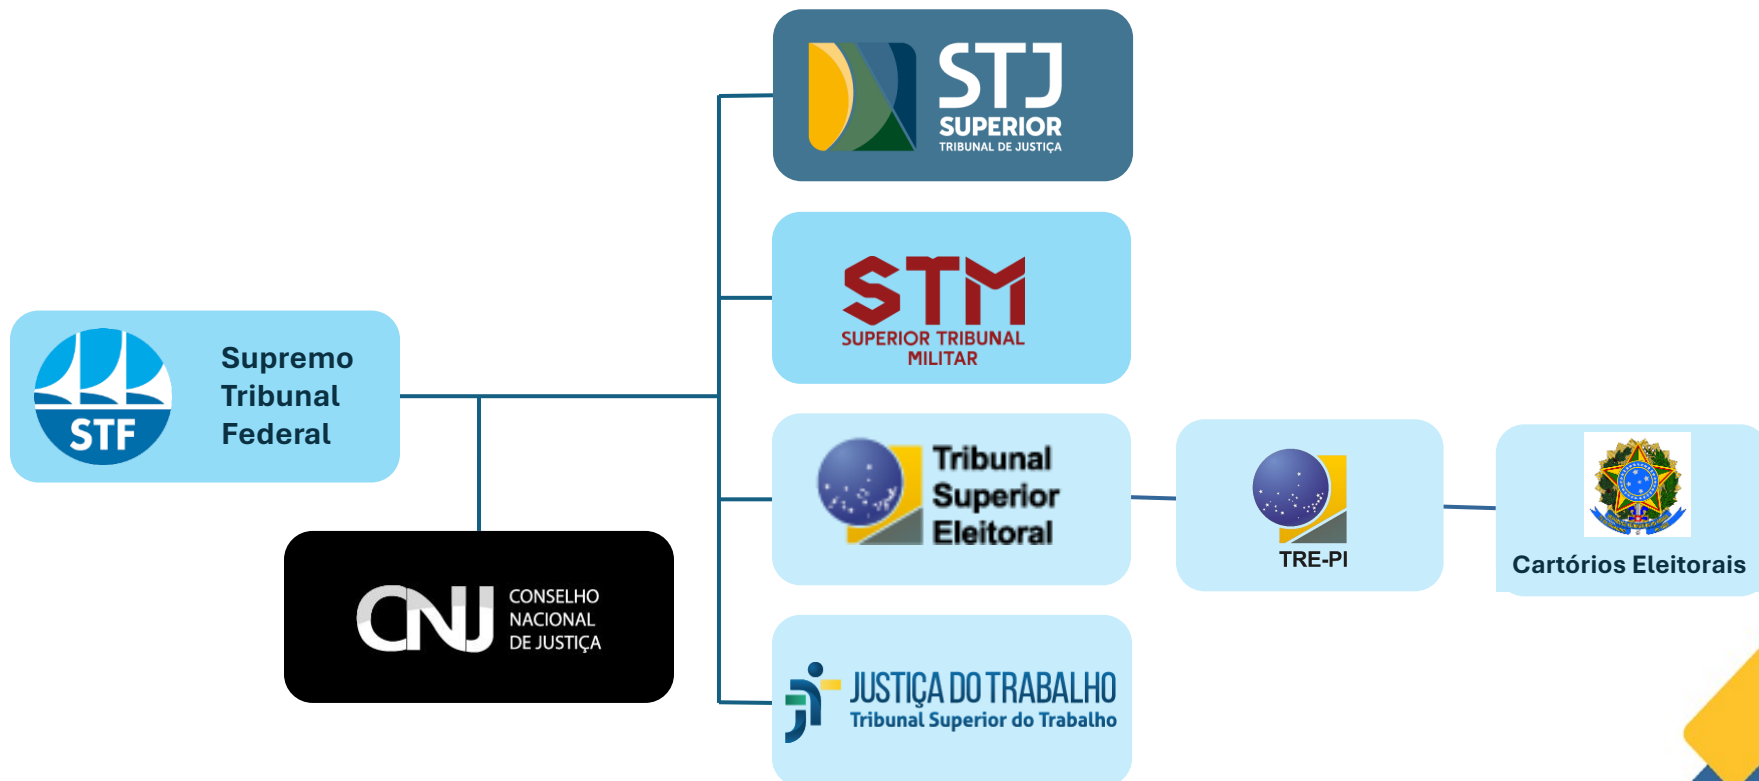 STJ
SUPERIOR
TRIBUNAL DE JUSTIÇA
STM
SUPERIOR TRIBUNAL
MILITAR
STF
Supremo
Tribunal
Federal
CNJ
CONSELHO
NACIONAL
DE JUSTIÇA
Tribunal
Superior
Eleitoral
TRE-PI
Cartórios Eleitorais
JUSTIÇA DO TRABALHO
Tribunal Superior do Trabalho